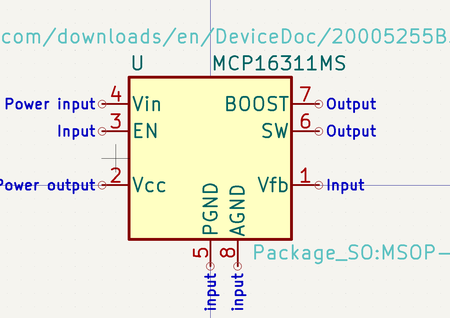 com/downloads/en/DeviceDoc/20005255B
U MCP16311MS
Power input 4 Vin BOOST 7 Output
Input 3 EN SW 6 Output
Power output 2 Vcc Vfb 1 Input
PGND AGND
5 8
Package_SO:MSOP-
input input